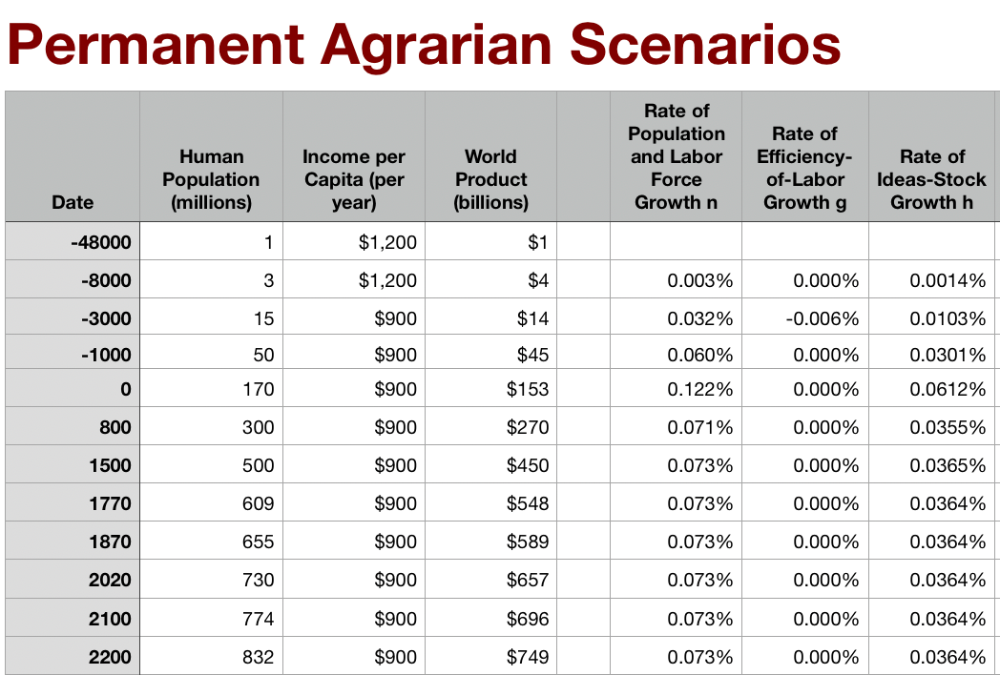 Permanent Agrarian Scenarios
Date Human Population (millions) Income per Capita (per year) World Product (billions) Rate of Population and Labor Force Growth n Rate of Efficiency-of-Labor Growth g Rate of Ideas-Stock Growth h
-48000 1 $1,200 $1
-8000 3 $1,200 $4 0.003% 0.000% 0.0014%
-3000 15 $900 $14 0.032% -0.006% 0.0103%
-1000 50 $900 $45 0.060% 0.000% 0.0301%
0 170 $900 $153 0.122% 0.000% 0.0612%
800 300 $900 $270 0.071% 0.000% 0.0355%
1500 500 $900 $450 0.073% 0.000% 0.0365%
1770 609 $900 $548 0.073% 0.000% 0.0364%
1870 655 $900 $589 0.073% 0.000% 0.0364%
2020 730 $900 $657 0.073% 0.000% 0.0364%
2100 774 $900 $696 0.073% 0.000% 0.0364%
2200 832 $900 $749 0.073% 0.000% 0.0364%